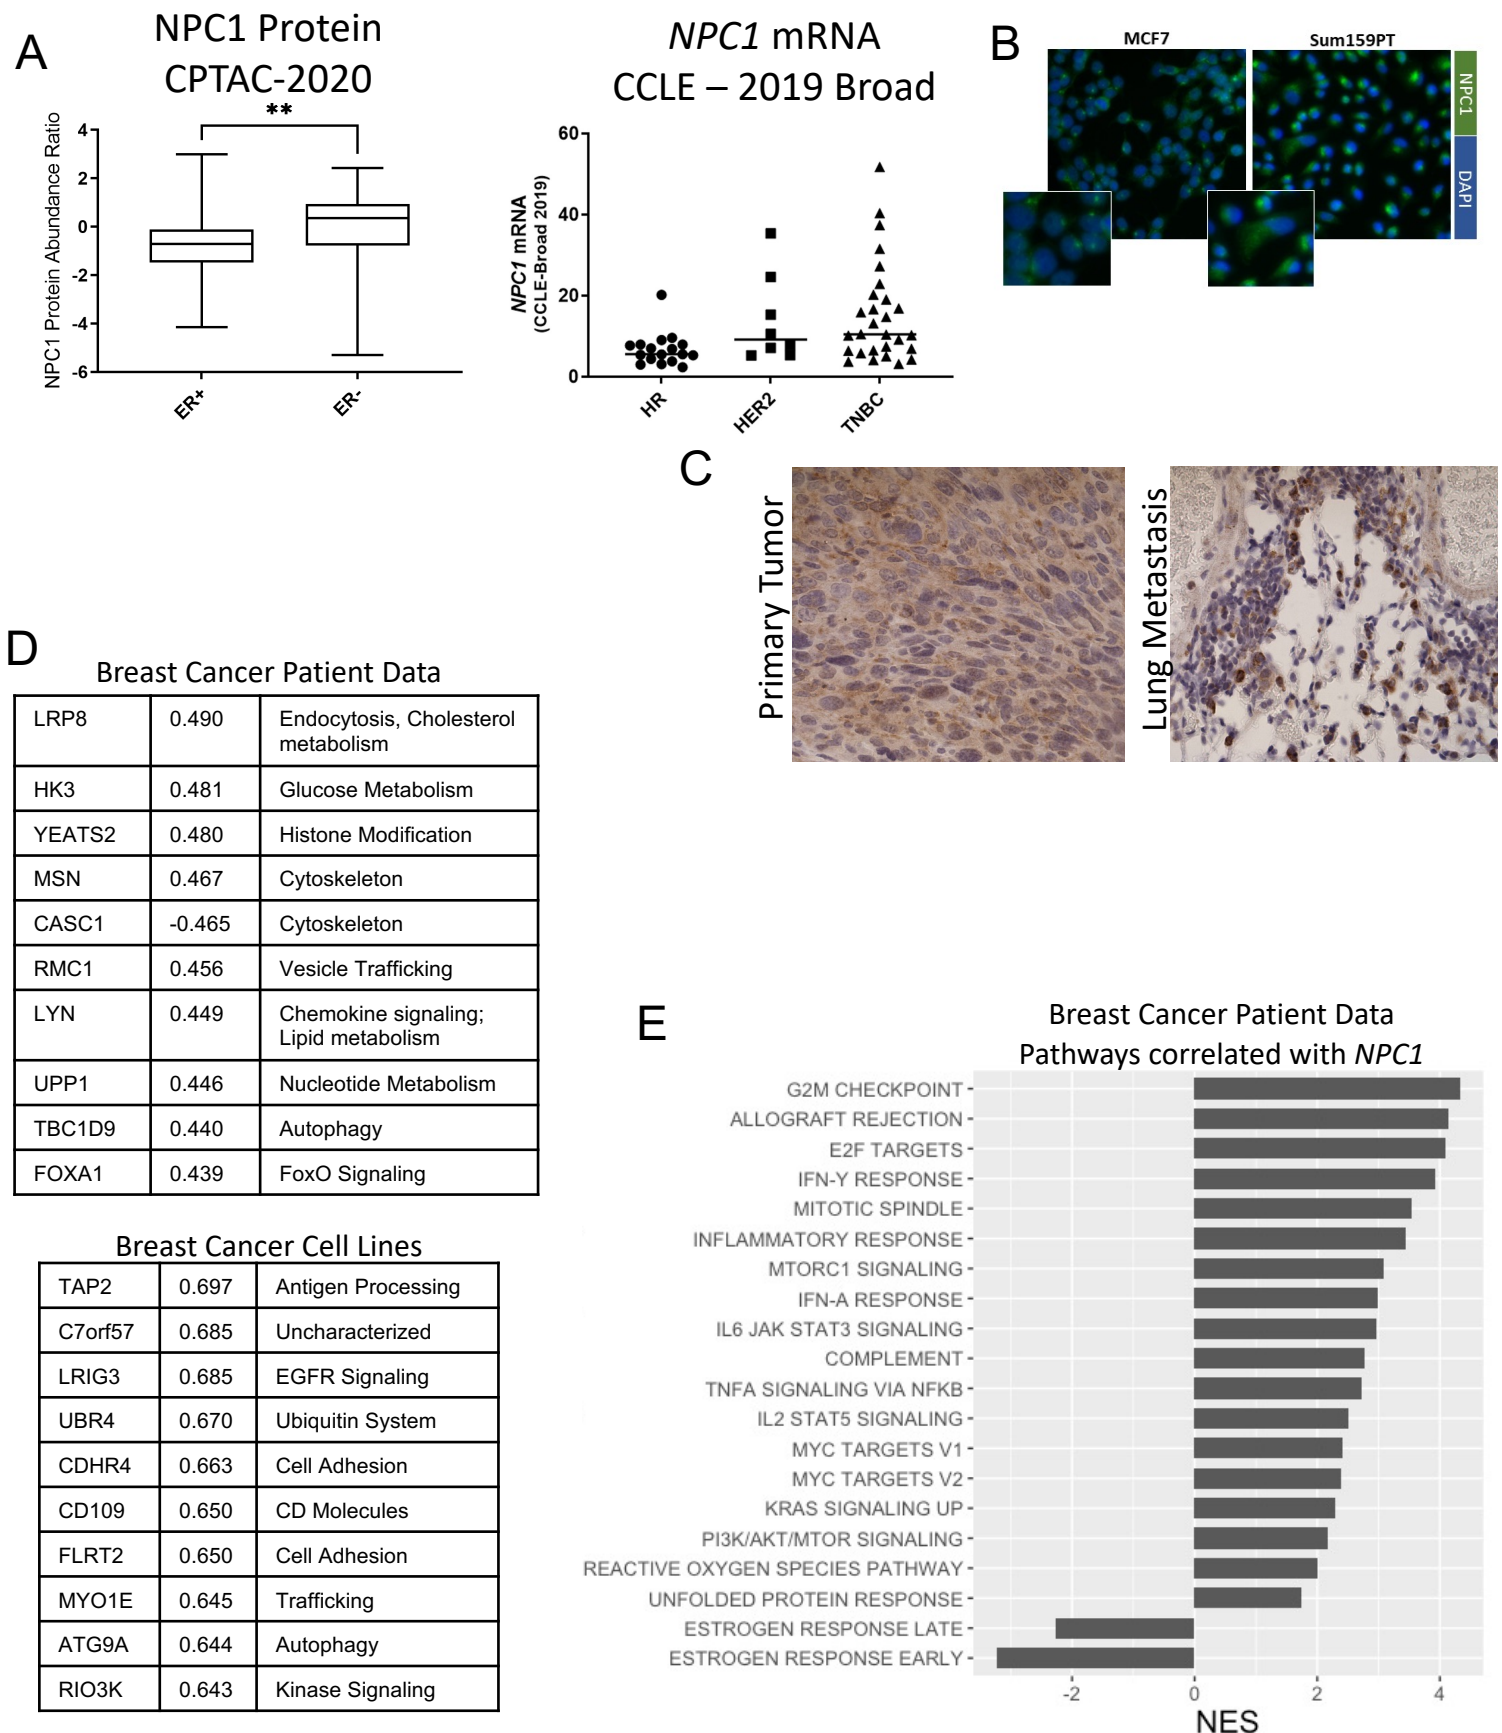 A
NPC1 Protein
CPTAC-2020
**
NPC1 Protein Abundance Ratio
4
2
0
-2
-4
-6
ER+
ER-
NPC1 mRNA
CCLE – 2019 Broad
NPC1 mRNA
(CCLE-Broad 2019)
60
40
20
0
HR
HER2
TNBC
B
MCF7
Sum159PT
NPC1
DAPI
C
Primary Tumor
Lung Metastasis
D
Breast Cancer Patient Data
LRP8 0.490 Endocytosis, Cholesterol
metabolism
HK3 0.481 Glucose Metabolism
YEATS2 0.480 Histone Modification
MSN 0.467 Cytoskeleton
CASC1 -0.465 Cytoskeleton
RMC1 0.456 Vesicle Trafficking
LYN 0.449 Chemokine signaling;
Lipid metabolism
UPP1 0.446 Nucleotide Metabolism
TBC1D9 0.440 Autophagy
FOXA1 0.439 FoxO Signaling
Breast Cancer Cell Lines
TAP2 0.697 Antigen Processing
C7orf57 0.685 Uncharacterized
LRIG3 0.685 EGFR Signaling
UBR4 0.670 Ubiquitin System
CDHR4 0.663 Cell Adhesion
CD109 0.650 CD Molecules
FLRT2 0.650 Cell Adhesion
MYO1E 0.645 Trafficking
ATG9A 0.644 Autophagy
RIO3K 0.643 Kinase Signaling
E
Breast Cancer Patient Data
Pathways correlated with NPC1
G2M CHECKPOINT
ALLOGRAFT REJECTION
E2F TARGETS
IFN-Y RESPONSE
MITOTIC SPINDLE
INFLAMMATORY RESPONSE
MTORC1 SIGNALING
IFN-A RESPONSE
IL6 JAK STAT3 SIGNALING
COMPLEMENT
TNFA SIGNALING VIA NFKB
IL2 STAT5 SIGNALING
MYC TARGETS V1
MYC TARGETS V2
KRAS SIGNALING UP
PI3K/AKT/MTOR SIGNALING
REACTIVE OXYGEN SPECIES PATHWAY
UNFOLDED PROTEIN RESPONSE
ESTROGEN RESPONSE LATE
ESTROGEN RESPONSE EARLY
-2 0 2 4
NES